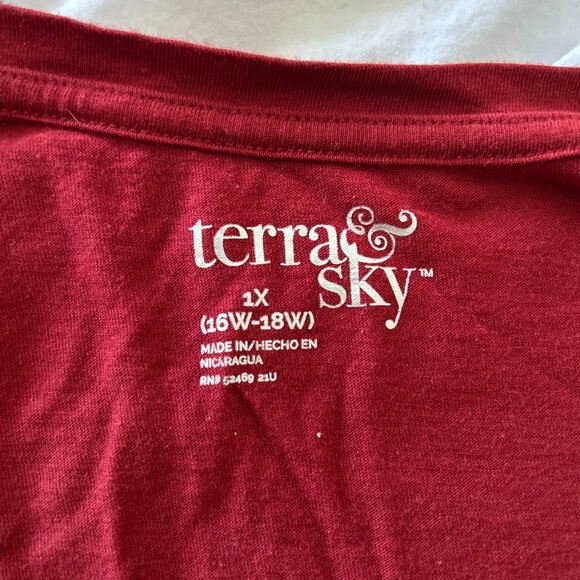 terra &
sky™
1X
(16W-18W)
MADE IN/HECHO EN
NICARAGUA
RN# 52469 21U